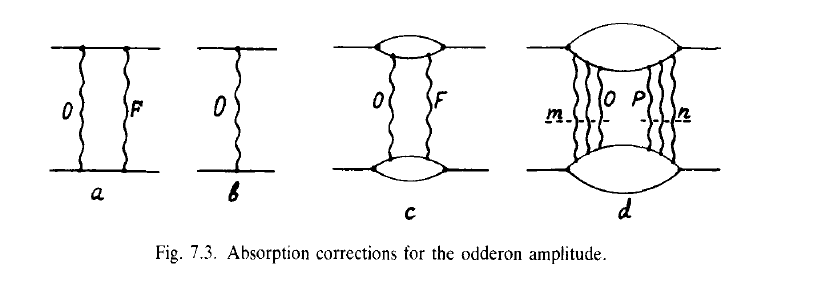 O F O O F m O P n
a b c d
Fig. 7.3. Absorption corrections for the odderon amplitude.